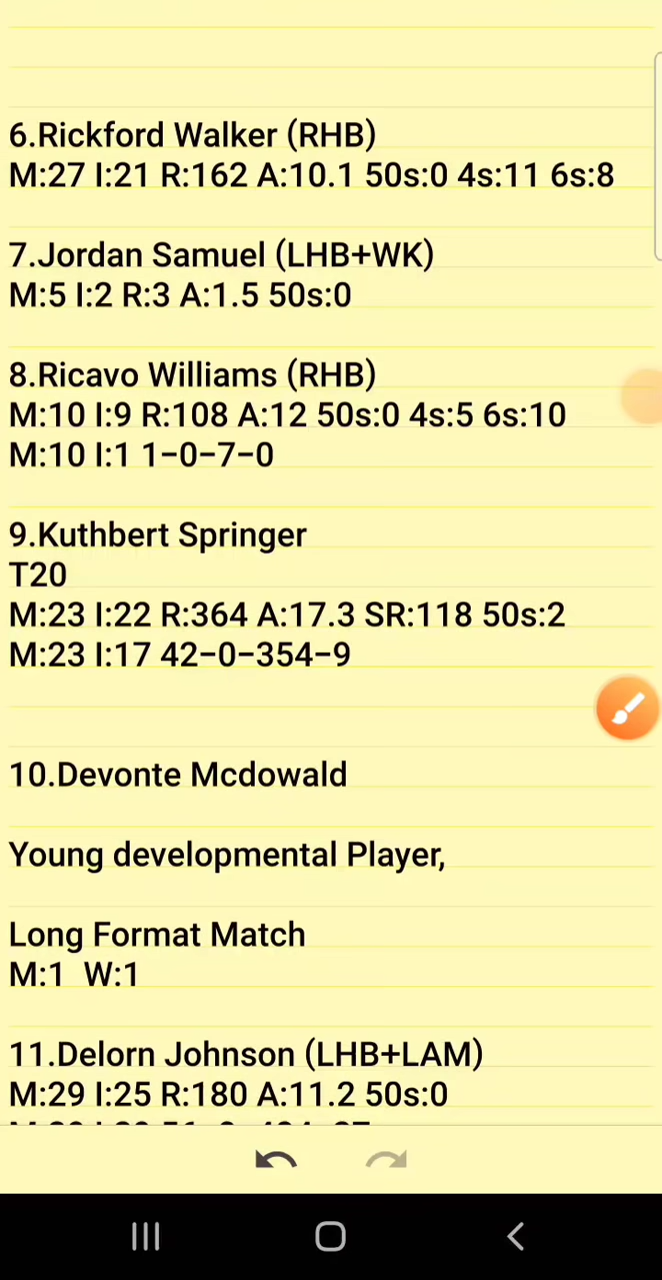 6.Rickford Walker (RHB)
M:27 I:21 R:162 A:10.1 50s:0 4s:11 6s:8
7.Jordan Samuel (LHB+WK)
M:5 I:2 R:3 A:1.5 50s:0
8.Ricavo Williams (RHB)
M:10 I:9 R:108 A:12 50s:0 4s:5 6s:10
M:10 I:1 1-0-7-0
9.Kuthbert Springer
T20
M:23 I:22 R:364 A:17.3 SR:118 50s:2
M:23 I:17 42-0-354-9
10.Devonte Mcdowald
Young developmental Player,
Long Format Match
M:1 W:1
11.Delorn Johnson (LHB+LAM)
M:29 I:25 R:180 A:11.2 50s:0